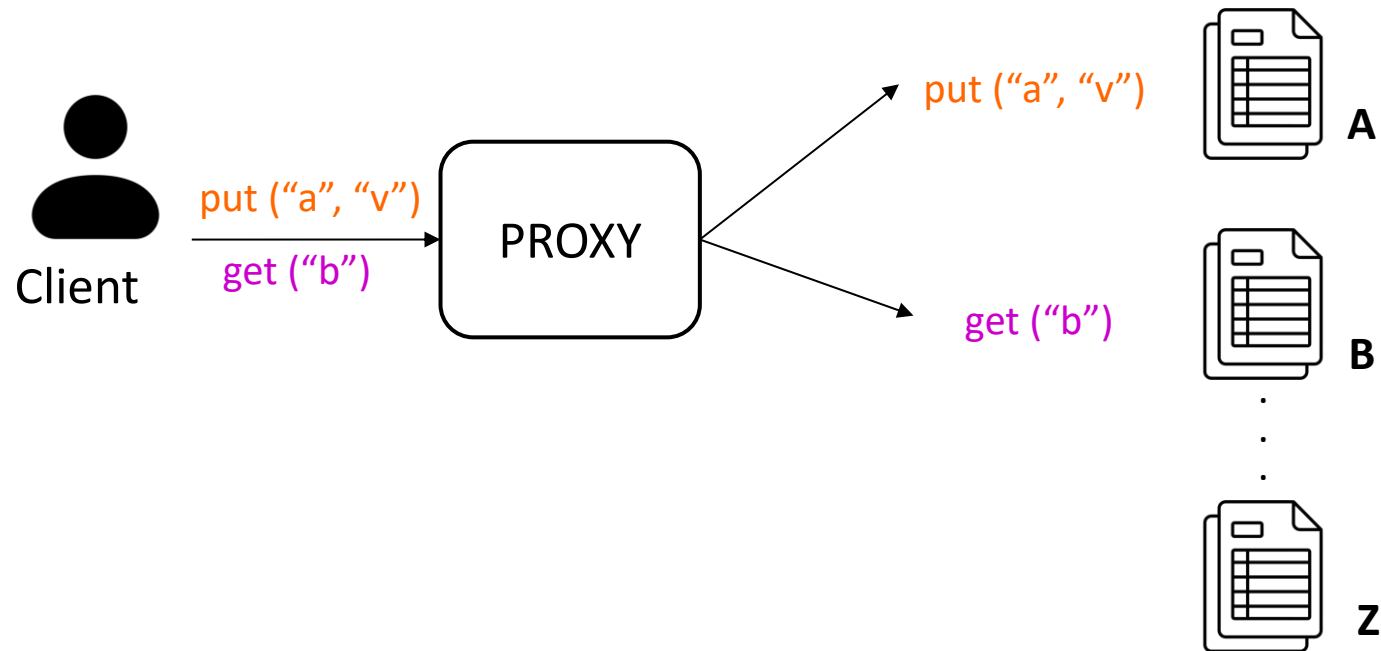 put (“a”, “v”)
A
put (“a”, “v”)
PROXY
get (“b”)
Client
get (“b”)
B
.
.
.
Z